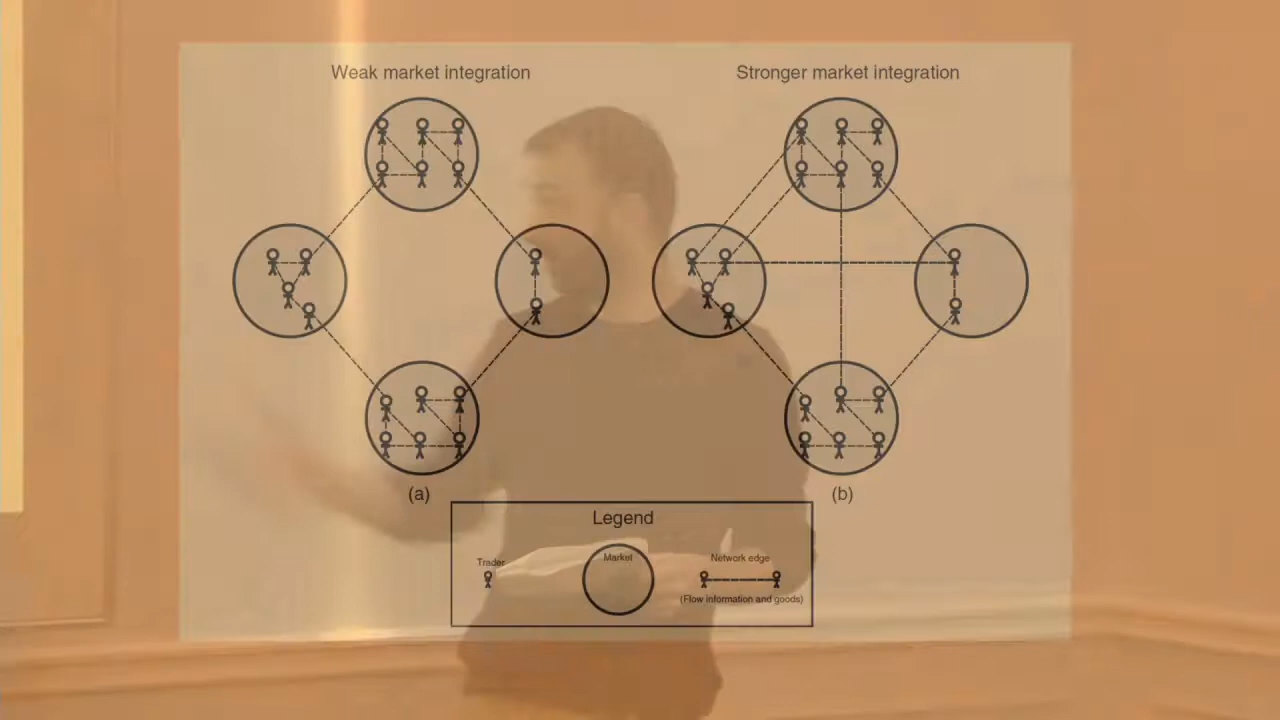 Weak market integration
Stronger market integration
(a)
(b)
Legend
Trader
Market
Network edge
(Flow information and goods)